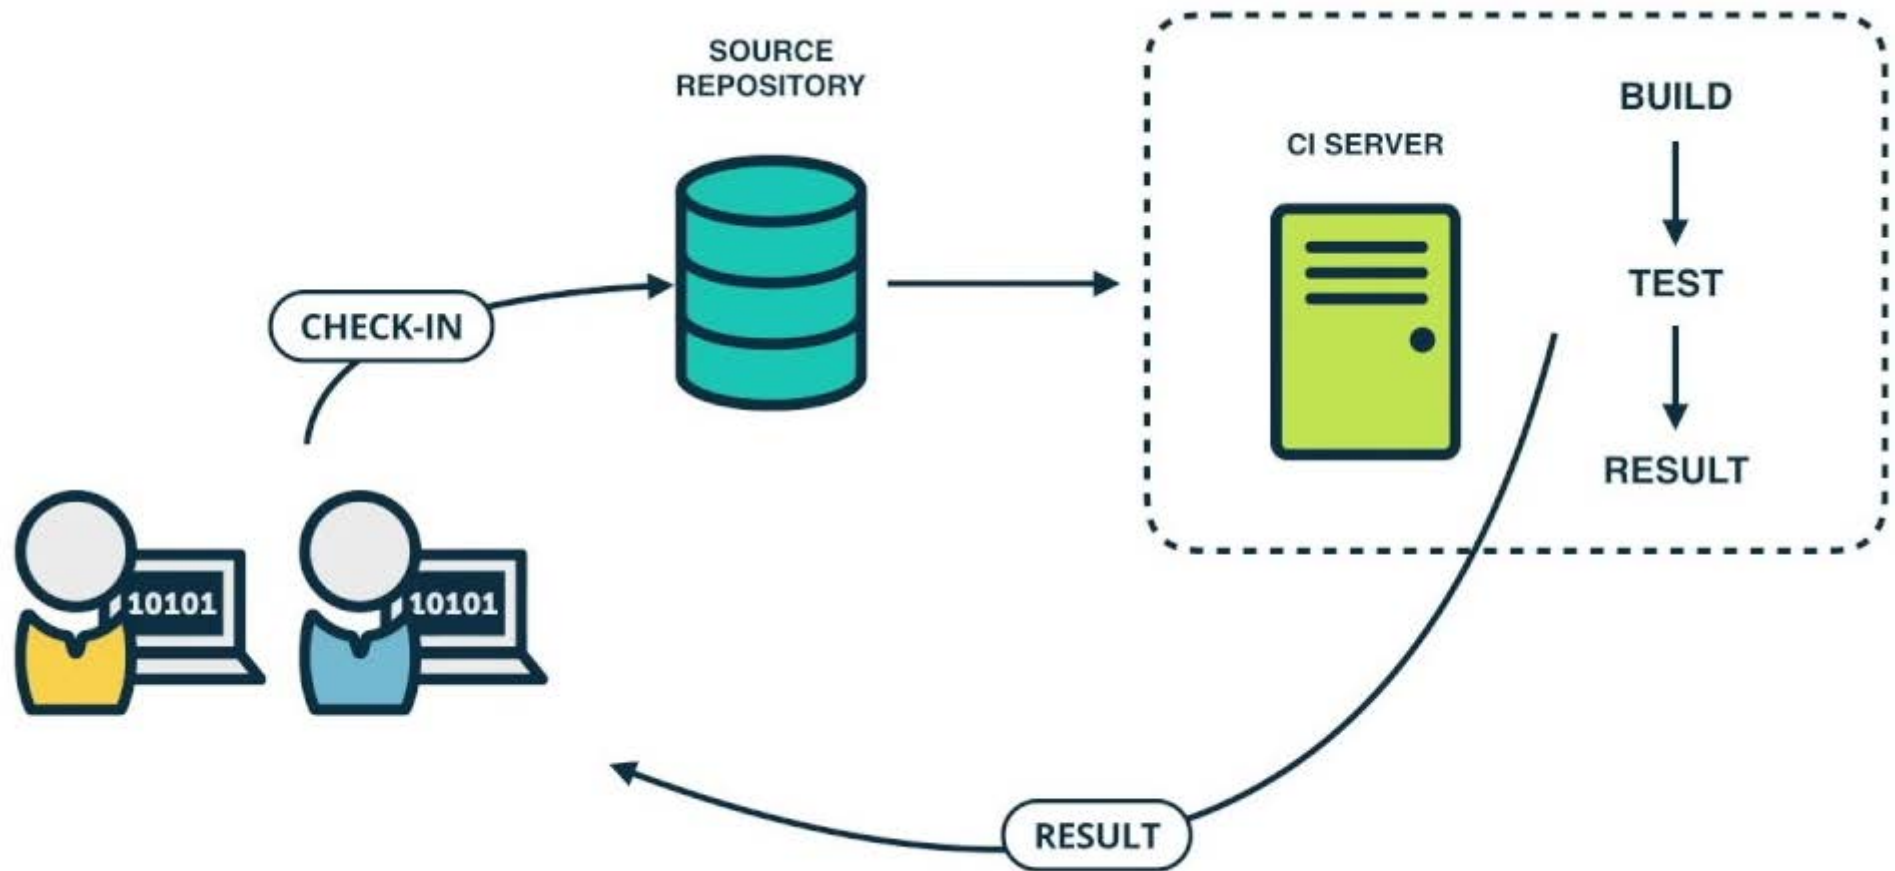 SOURCE
REPOSITORY
BUILD
CI SERVER
TEST
CHECK-IN
RESULT
10101
10101
RESULT